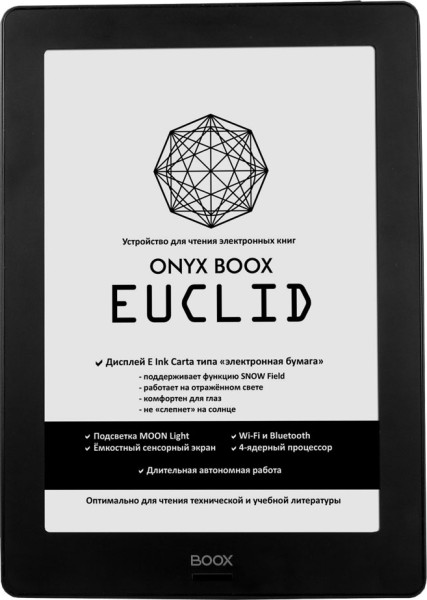 Устройство для чтения электронных книг
ONYX BOOX
EUCLID
✓ Дисплей E Ink Carta типа «электронная бумага»
- поддерживает функцию SNOW Field
- работает на отражённом свете
- комфортен для глаз
- не «слепнет» на солнце
✓ Подсветка MOON Light ✓ Wi-Fi и Bluetooth
✓ Ёмкостный сенсорный экран ✓ 4-ядерный процессор
✓ Длительная автономная работа
Оптимально для чтения технической и учебной литературы
BOOX